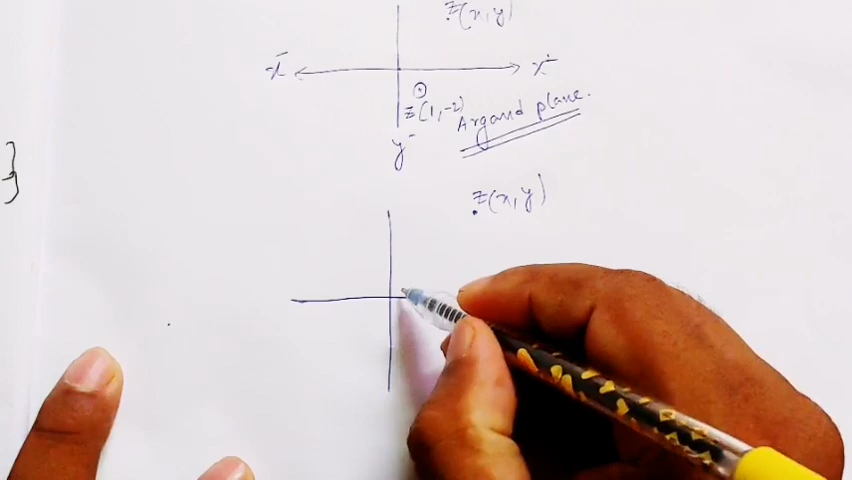 z(x,y)
x⁻ x⁺
z(1,-2) Argand plane.
y⁻
z(x,y)